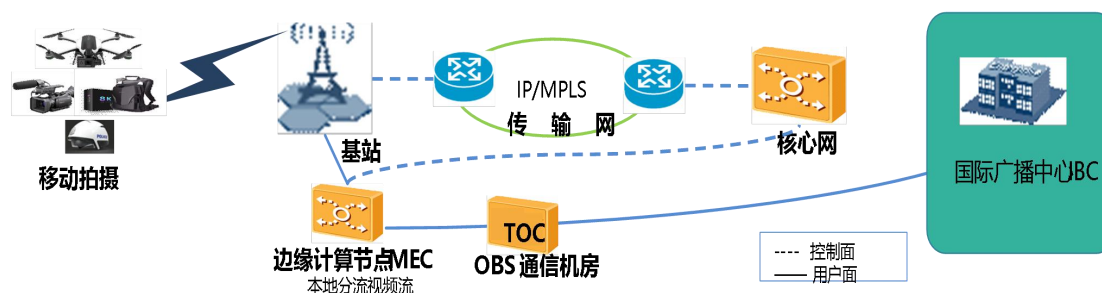 移动拍摄
8K
基站
IP/MPLS
传 输 网
核心网
国际广播中心IBC
边缘计算节点MEC
本地分流视频流
TOC
OBS 通信机房
控制面
用户面